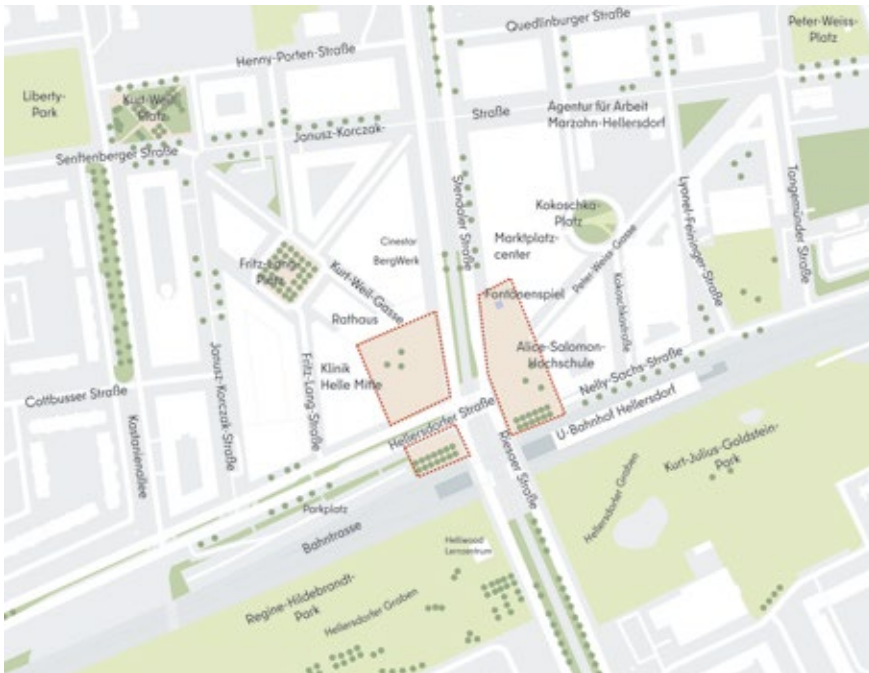 Quedlinburger Straße
Peter-Weiss-
Platz
Henny-Porten-Straße
Liberty-
Park
Kurt-Weil-
Platz
Straße
Agentur für Arbeit
Marzahn-Hellersdorf
Janusz-Korczak-
Senftenberger Straße
Stendaler Straße
Lyonel-Feininger-Straße
Tangemünder Straße
Kokoschka-
Platz
Cinestar
BergWerk
Marktplatz-
center
Peter-Weiss-Gasse
Kokoschkastraße
Fritz-Lang-
Platz
Kurt-Weil-Gasse
Fontänenspiel
Rathaus
Alice-Salomon-
Hochschule
Klinik
Helle Mitte
Fritz-Lang-Straße
Janusz-Korczak-Straße
Nelly-Sachs-Straße
Cottbusser Straße
Kastanienallee
Hellersdorfer Straße
U-Bahnhof Hellersdorf
Riesaer Straße
Kurt-Julius-Goldstein-
Park
Hellersdorfer Graben
Parkplatz
Bahntrasse
Helliwood
Lernzentrum
Regine-Hildebrandt-
Park
Hellersdorfer Graben